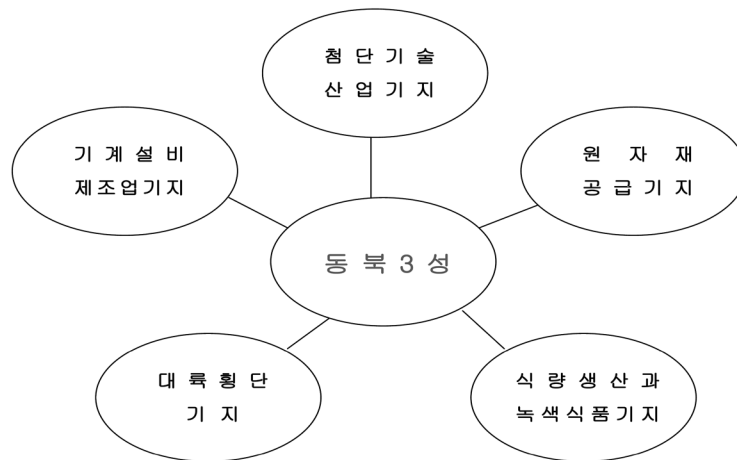 첨단기술
산업기지
기계설비
제조업기지
원자재
공급기지
동북3성
대륙횡단
기지
식량생산과
녹색식품기지